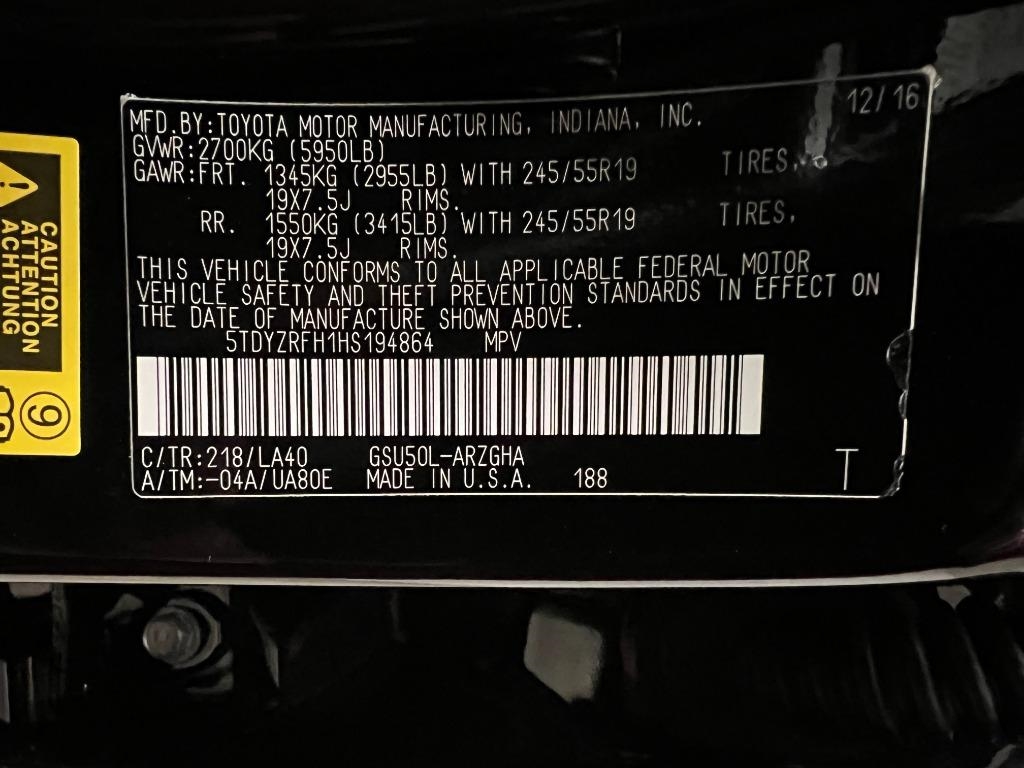 12/16
MFD.BY:TOYOTA MOTOR MANUFACTURING, INDIANA, INC.
GVWR:2700KG (5950LB)
GAWR:FRT. 1345KG (2955LB) WITH 245/55R19 TIRES,
19X7.5J RIMS.
RR. 1550KG (3415LB) WITH 245/55R19 TIRES,
19X7.5J RIMS.
THIS VEHICLE CONFORMS TO ALL APPLICABLE FEDERAL MOTOR
VEHICLE SAFETY AND THEFT PREVENTION STANDARDS IN EFFECT ON
THE DATE OF MANUFACTURE SHOWN ABOVE.
5TDYZRFH1HS194864 MPV
C/TR:218/LA40 GSU50L-ARZGHA
A/TM:-04A/UA80E MADE IN U.S.A. 188 T
CAUTION
ATTENTION
ACHTUNG
9